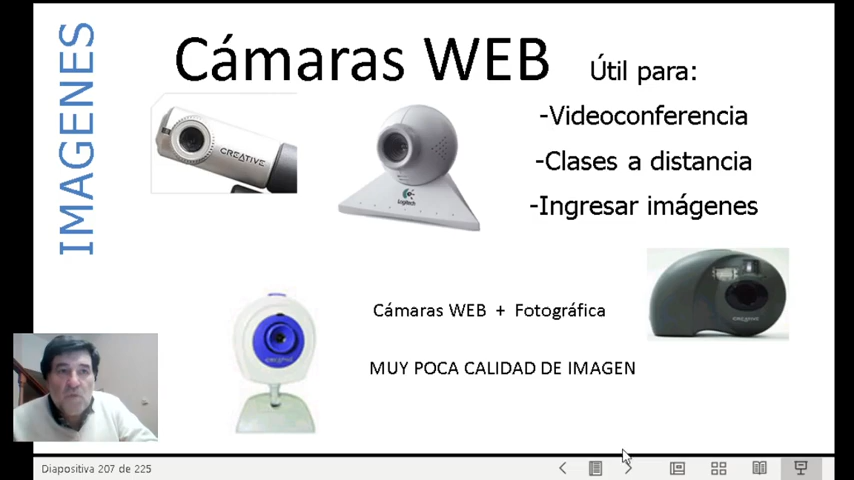 IMAGENES
Cámaras WEB
Útil para:
-Videoconferencia
-Clases a distancia
-Ingresar imágenes
CREATIVE
Logitech
Cámaras WEB + Fotográfica
MUY POCA CALIDAD DE IMAGEN
Diapositiva 207 de 225